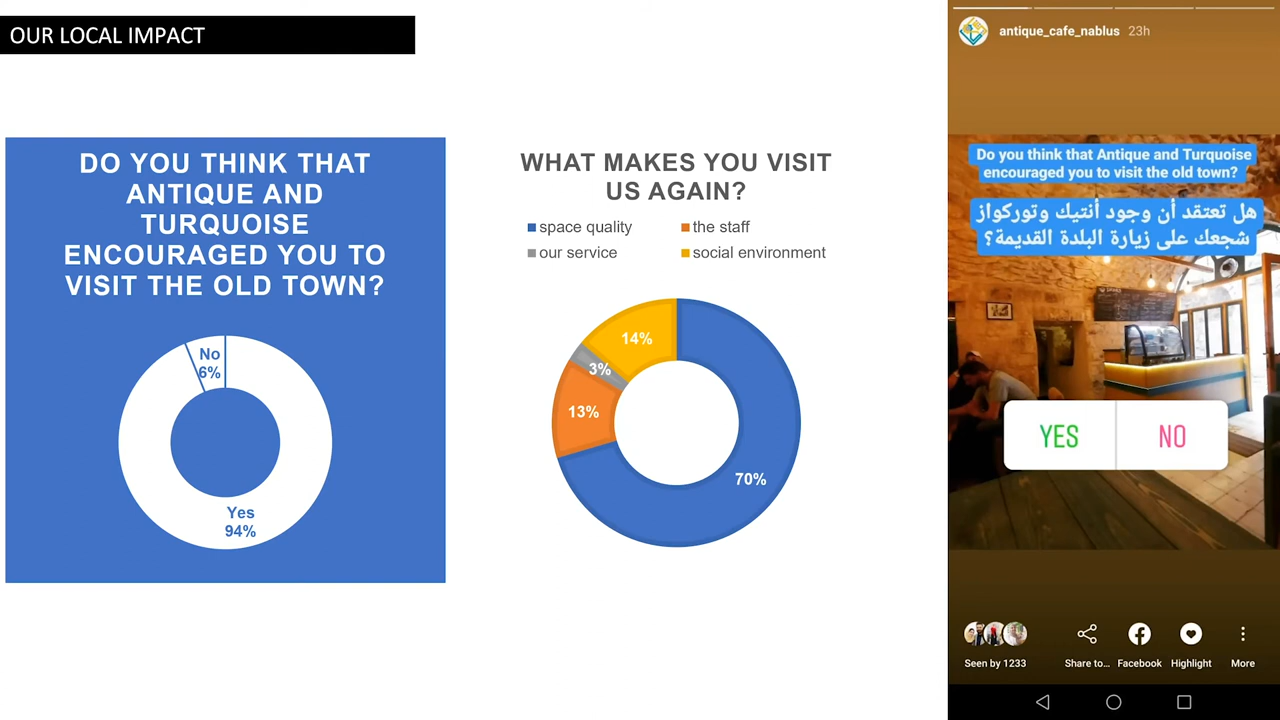 OUR LOCAL IMPACT
DO YOU THINK THAT
ANTIQUE AND
TURQUOISE
ENCOURAGED YOU TO
VISIT THE OLD TOWN?
No
6%
Yes
94%
WHAT MAKES YOU VISIT
US AGAIN?
space quality
the staff
our service
social environment
14%
3%
13%
70%
antique_cafe_nablus 23h
Do you think that Antique and Turquoise
encouraged you to visit the old town?
هل تعتقد أن وجود أنتيك وتوركواز
شجعك على زيارة البلدة القديمة؟
YES
NO
Seen by 1233
Share to...
Facebook
Highlight
More